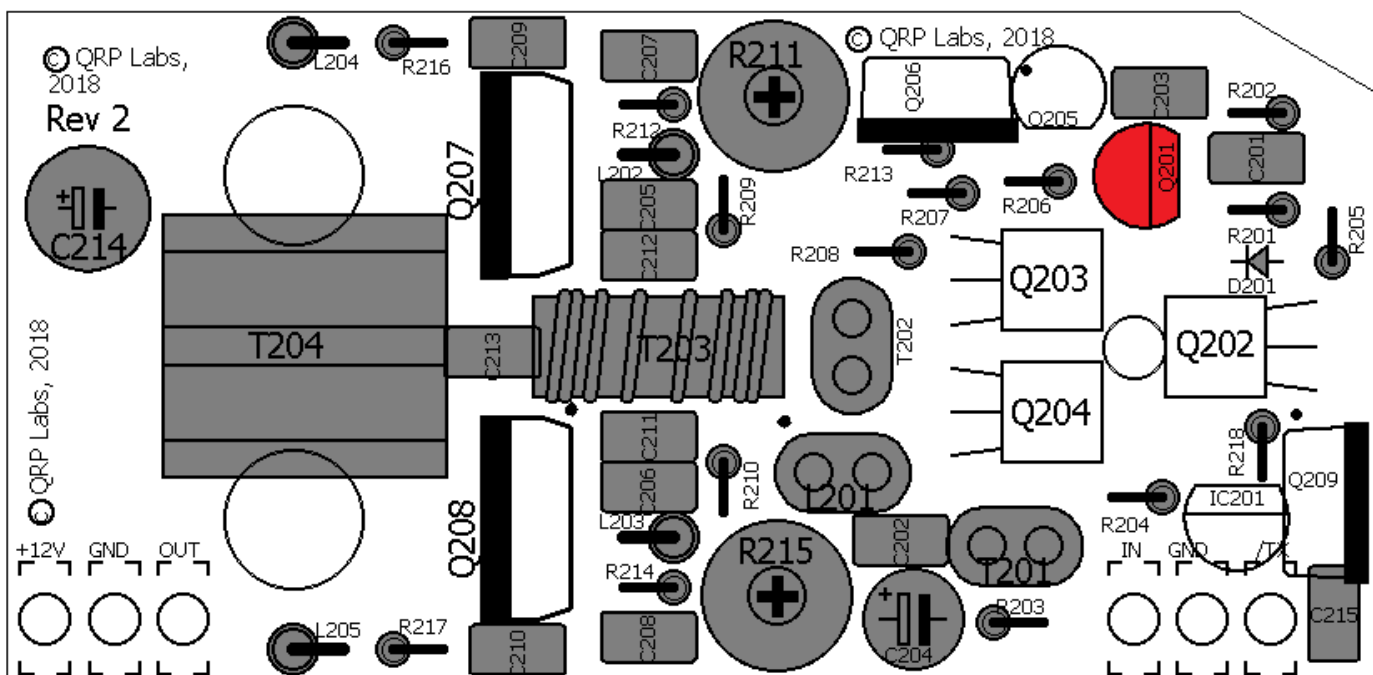 L204
R216
C209
C207
R211
© QRP Labs, 2018
Q206
Q205
C203
R202
© QRP Labs,
2018
Rev 2
R212
Q207
L202
R213
Q201
C201
C205
R209
R207
R206
C214
C212
R208
R201
R205
D201
Q203
T204
C213
T203
T202
Q202
Q204
© QRP Labs, 2018
C211
C206
R210
L201
R218
Q209
Q208
L203
R215
C202
T201
R204
IC201
+12V
GND
OUT
R214
IN
GND
/TX
+
R203
C204
C215
L205
R217
C210
C208
+